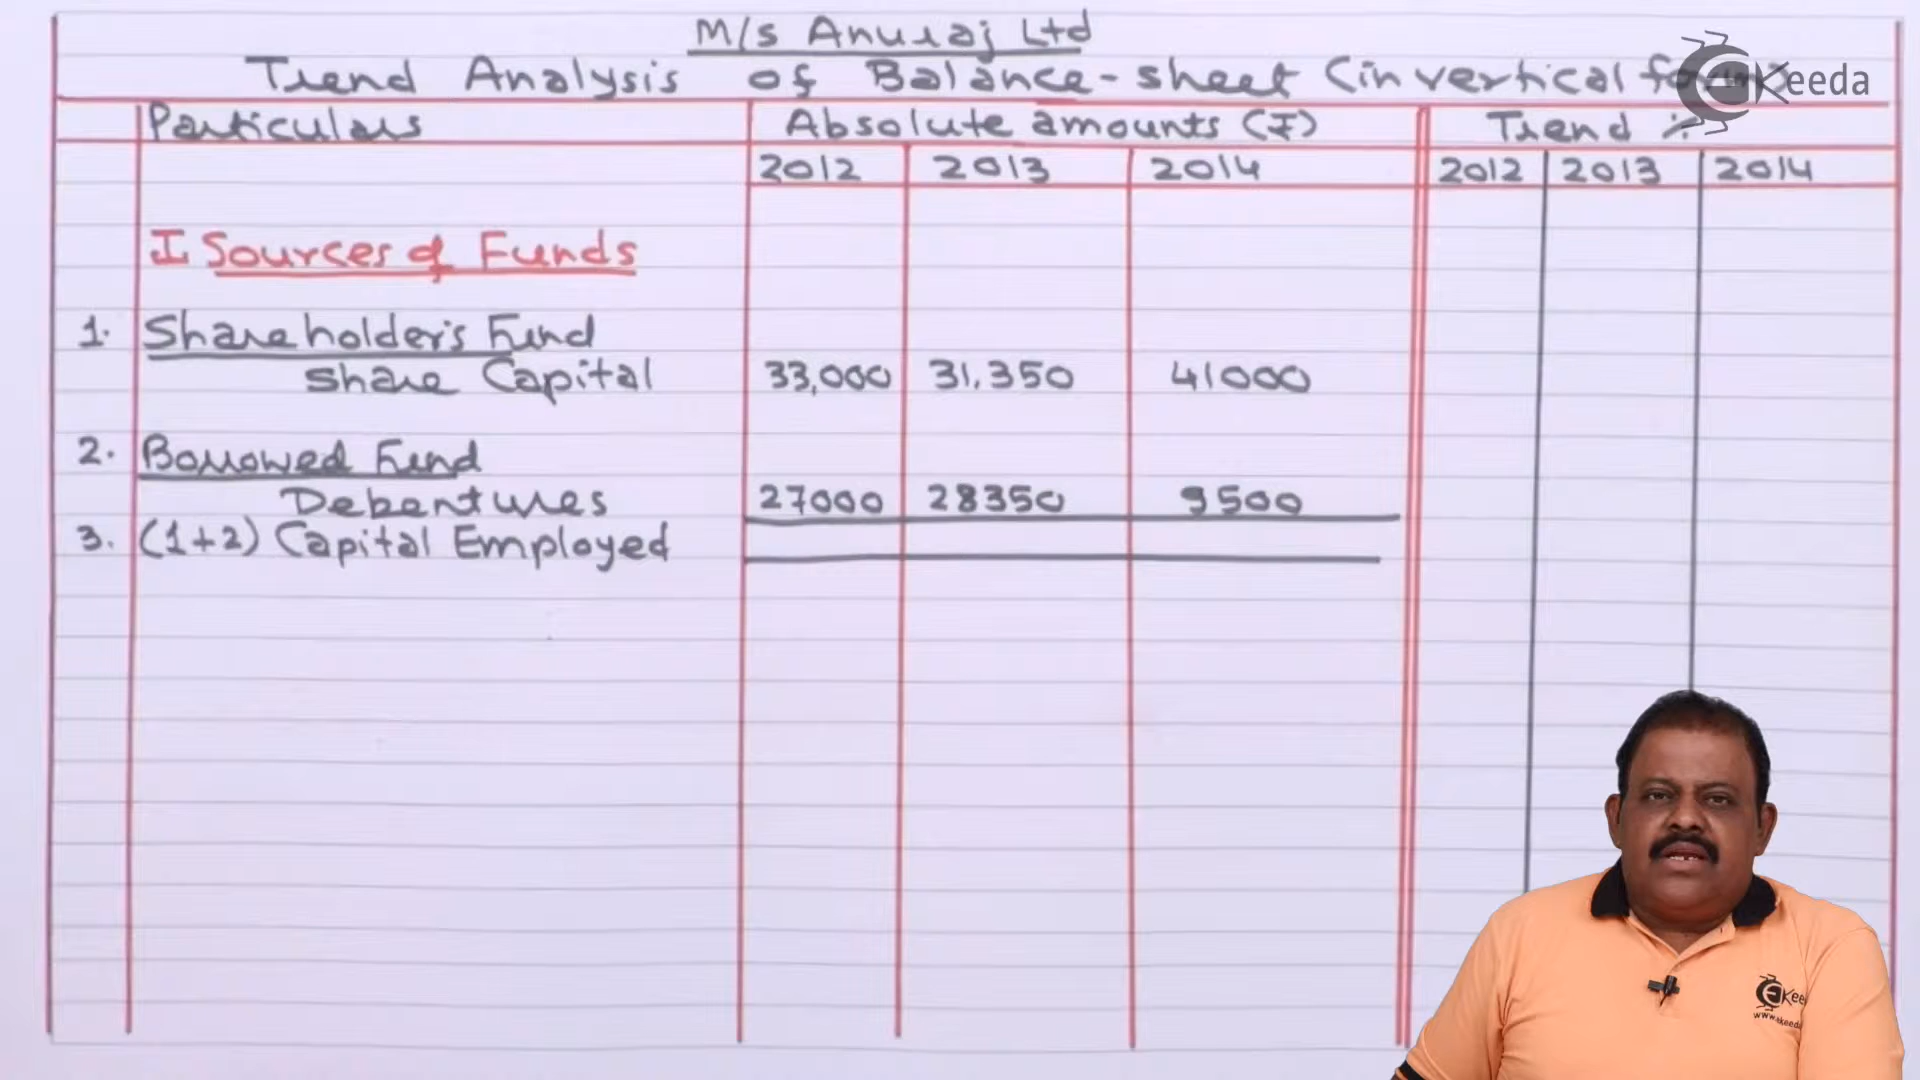 M/s Anuraj Ltd
Trend Analysis of Balance-sheet (in vertical
Keeda
Particulars Absolute amounts (₹) Trend %
2012 2013 2014 2012 2013 2014
I Sources of Funds
1. Shareholder's Fund
Share Capital 33,000 31,350 41000
2. Borrowed Fund
Debentures 27000 28350 9500
3. (1+2) Capital Employed